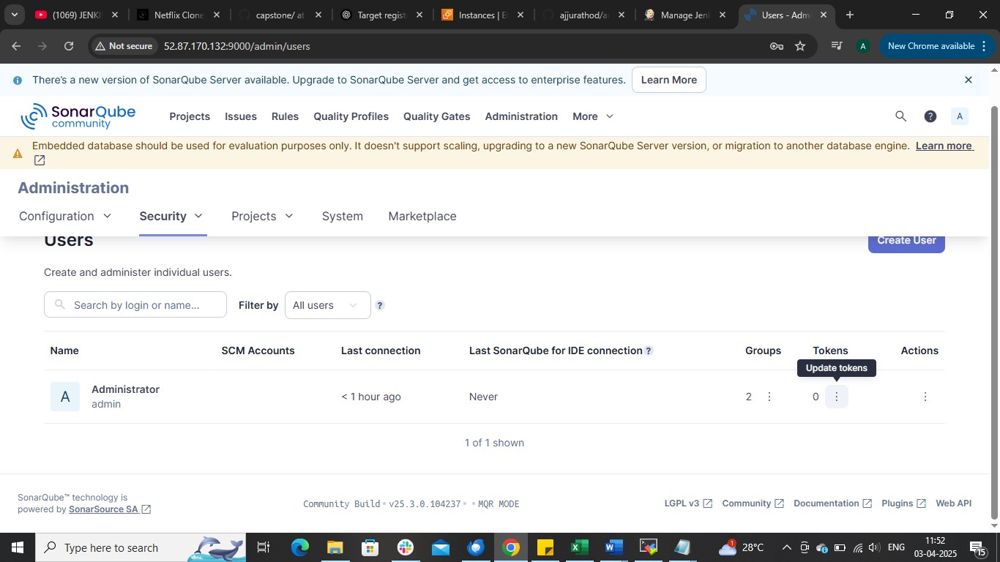 (1069) JENKI
Netflix Clone
capstone/ at
Target regist
Instances | E
ajjurathod/a
Manage Jen
Users - Adm
Not secure
52.87.170.132:9000/admin/users
A
New Chrome available
There's a new version of SonarQube Server available. Upgrade to SonarQube Server and get access to enterprise features.
Learn More
SonarQube
community
Projects
Issues
Rules
Quality Profiles
Quality Gates
Administration
More
A
Embedded database should be used for evaluation purposes only. It doesn't support scaling, upgrading to a new SonarQube Server version, or migration to another database engine. Learn more
Administration
Configuration
Security
Projects
System
Marketplace
Users
Create User
Create and administer individual users.
Search by login or name...
Filter by
All users
?
Name
SCM Accounts
Last connection
Last SonarQube for IDE connection ?
Groups
Tokens
Actions
Update tokens
A
Administrator
admin
< 1 hour ago
Never
2
0
1 of 1 shown
SonarQube™ technology is
powered by SonarSource SA
Community Build • v25.3.0.104237 • • MQR MODE
LGPL v3
Community
Documentation
Plugins
Web API
Type here to search
1
28°C
ENG
11:52
03-04-2025
15